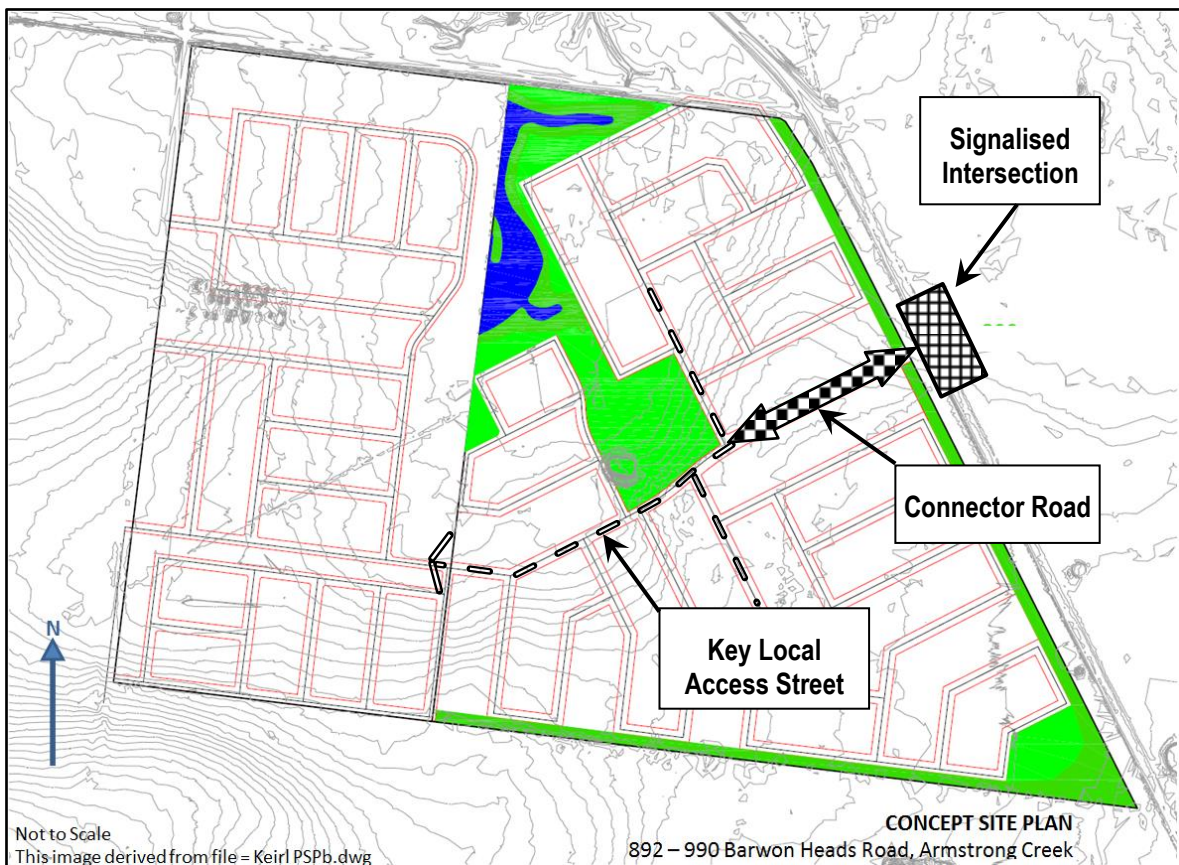 Signalised
Intersection
Connector Road
Key Local
Access Street
N
Not to Scale
This image derived from file = Keirl PSPb.dwg
CONCEPT SITE PLAN
892 – 990 Barwon Heads Road, Armstrong Creek